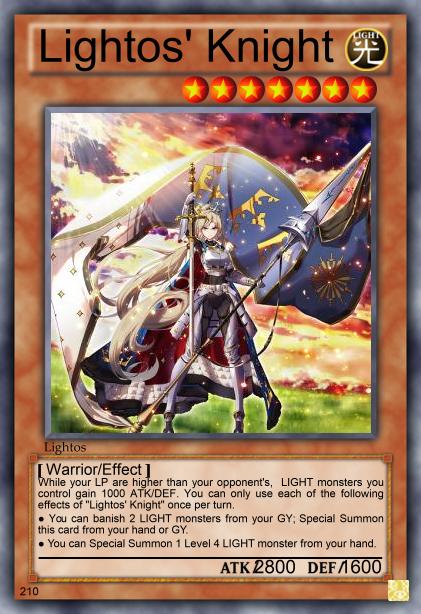 Lightos' Knight
LIGHT
光
Lightos
[ Warrior/Effect ]
While your LP are higher than your opponent's, LIGHT monsters you
control gain 1000 ATK/DEF. You can only use each of the following
effects of "Lightos' Knight" once per turn.
● You can banish 2 LIGHT monsters from your GY; Special Summon
this card from your hand or GY.
● You can Special Summon 1 Level 4 LIGHT monster from your hand.
ATK/2800 DEF/1600
210